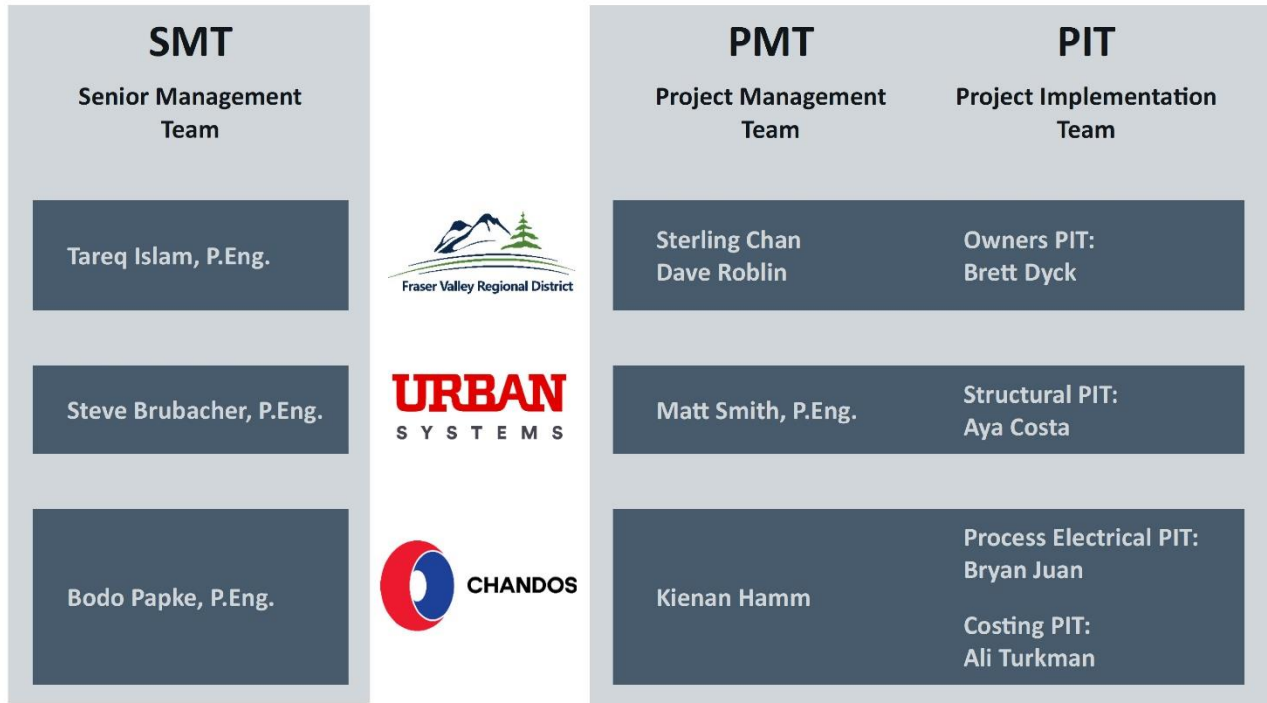 SMT
Senior Management
Team
PMT
Project Management
Team
PIT
Project Implementation
Team
Tareq Islam, P.Eng.
Fraser Valley Regional District
Sterling Chan
Dave Roblin
Owners PIT:
Brett Dyck
Steve Brubacher, P.Eng.
URBAN
SYSTEMS
Matt Smith, P.Eng.
Structural PIT:
Aya Costa
Bodo Papke, P.Eng.
CHANDOS
Kienan Hamm
Process Electrical PIT:
Bryan Juan
Costing PIT:
Ali Turkman